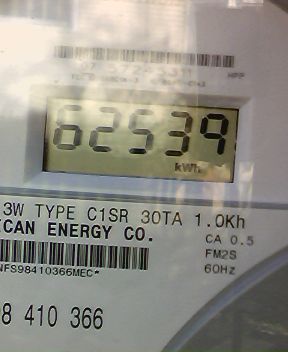 62539
kWh
3W TYPE C1SR 30TA 1.0Kh
ICAN ENERGY CO.
CA 0.5
FM2S
60Hz
NFS98410366MEC*
8 410 366